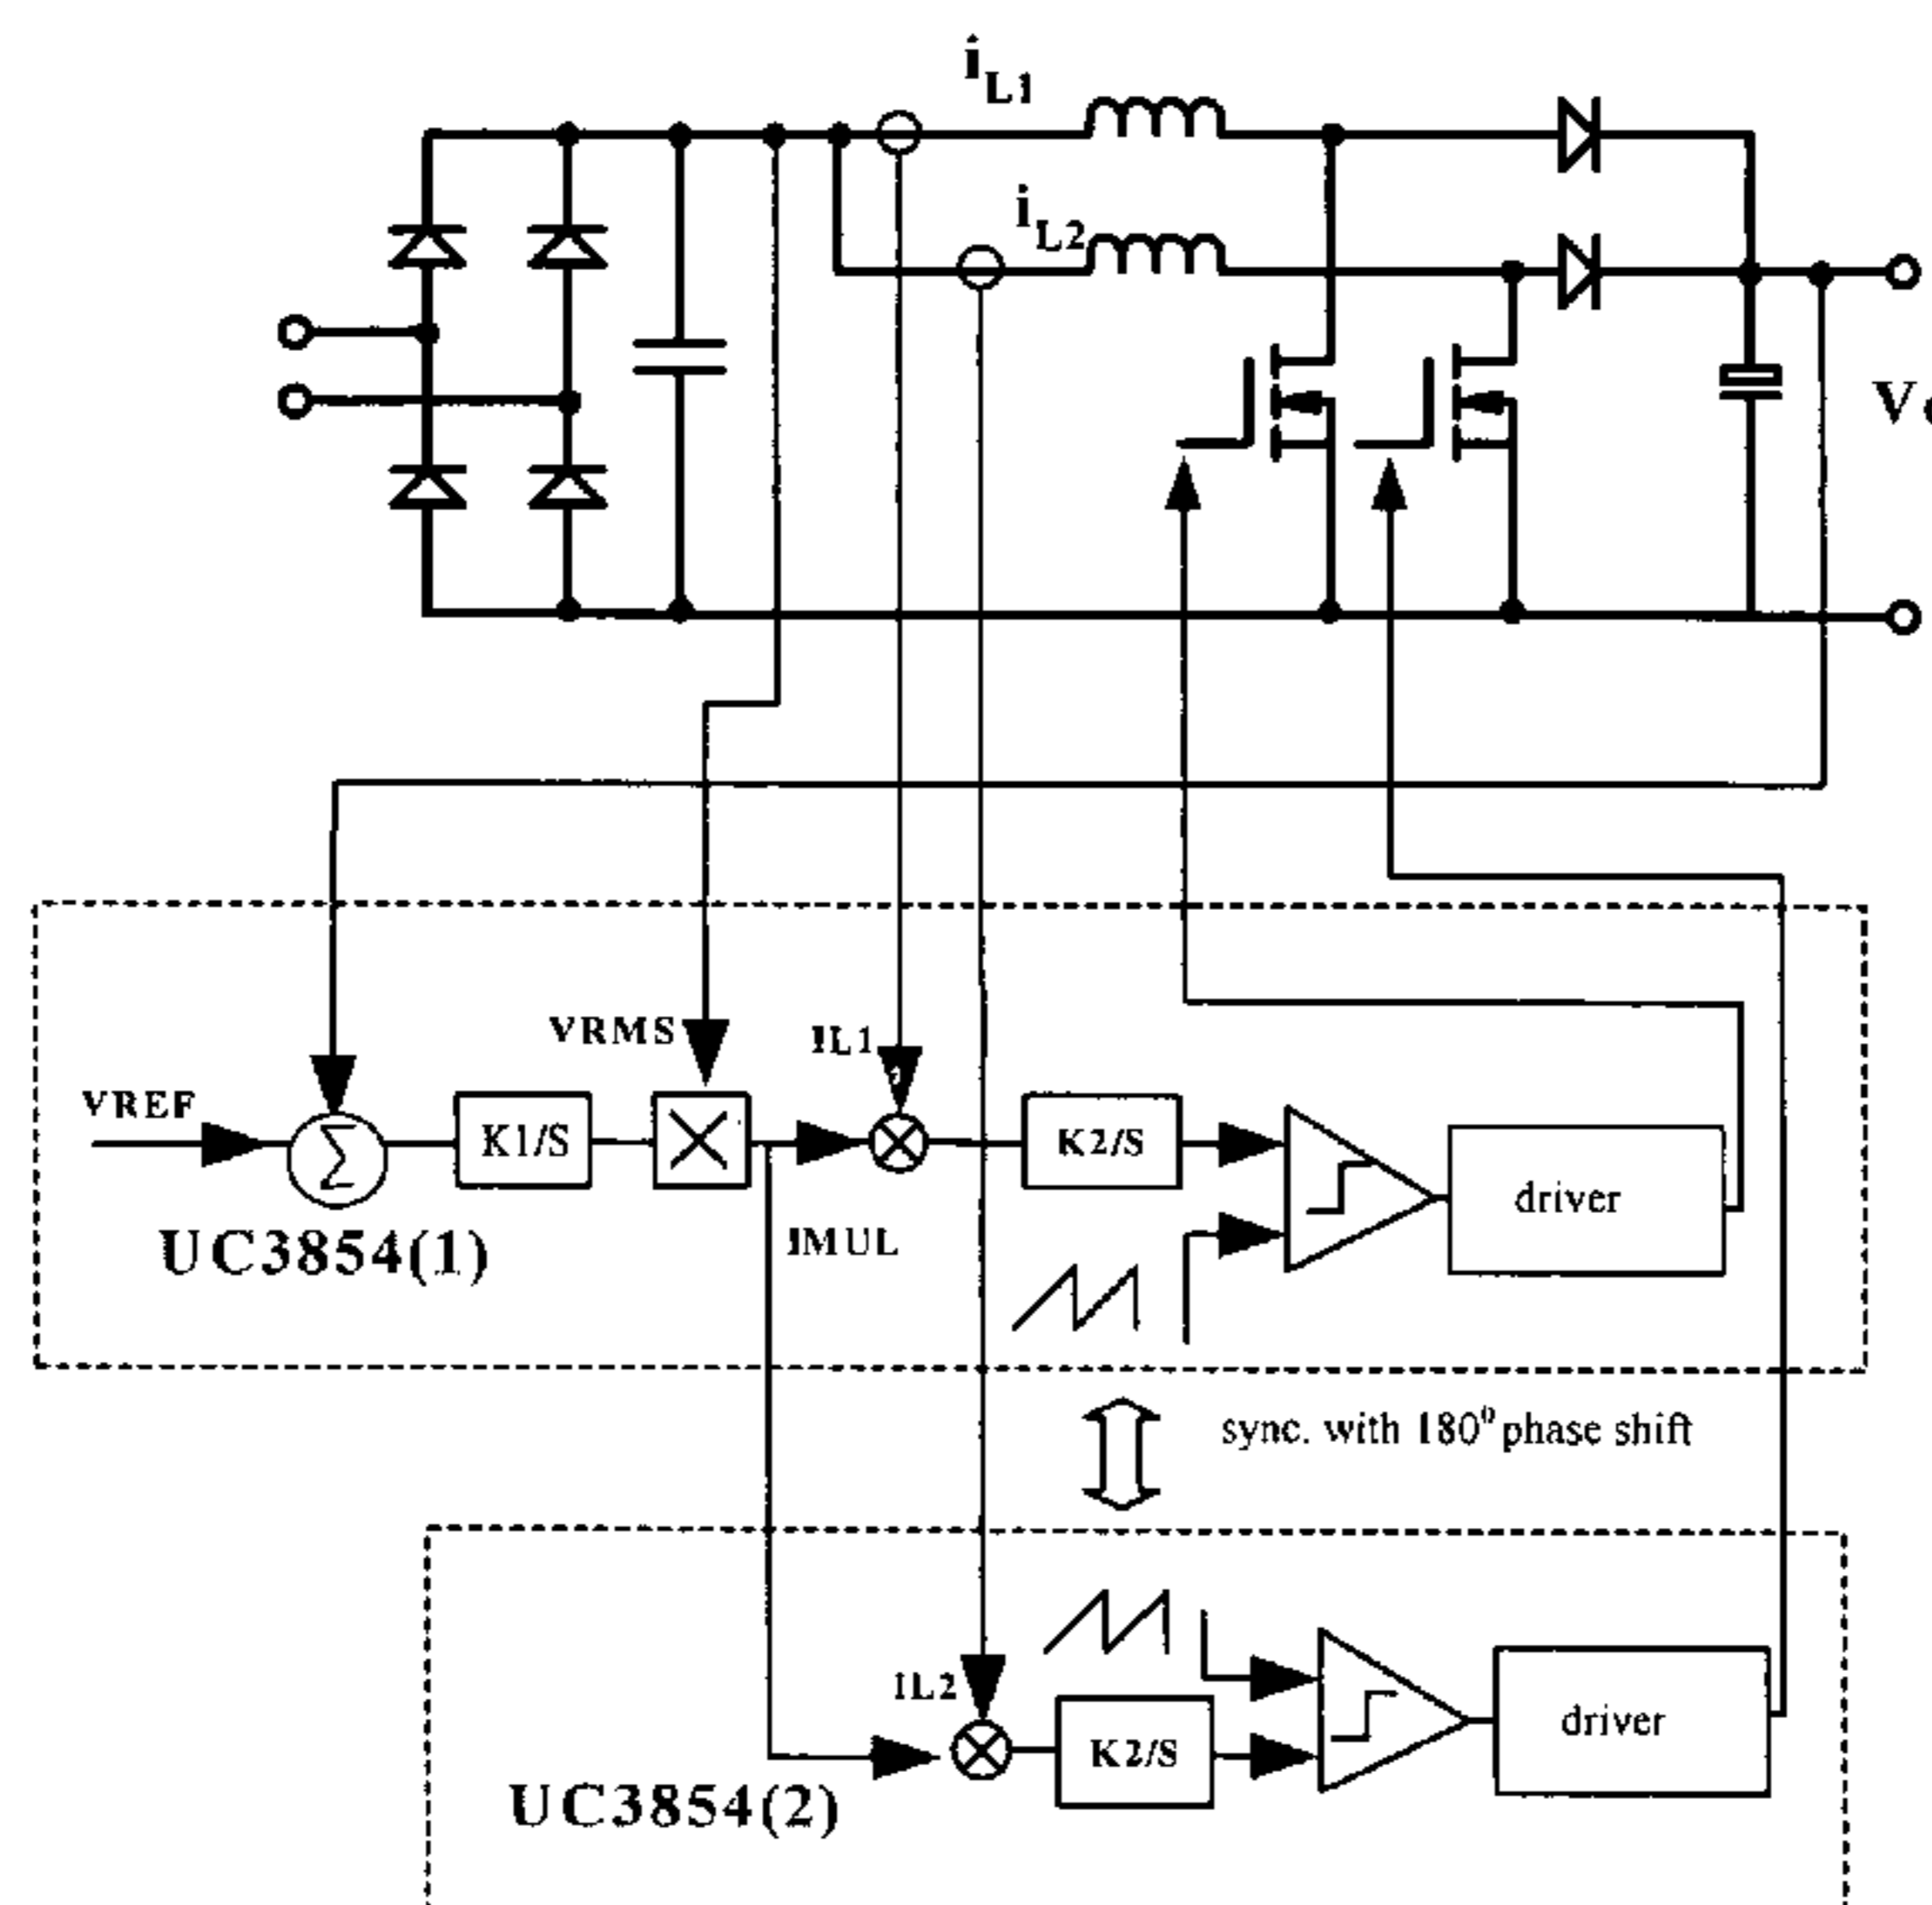 iL1
iL2
V
VRMS
IL1
VREF
Σ
K1/S
K2/S
driver
UC3854(1)
IMUL
sync. with 180⁰ phase shift
IL2
K2/S
driver
UC3854(2)